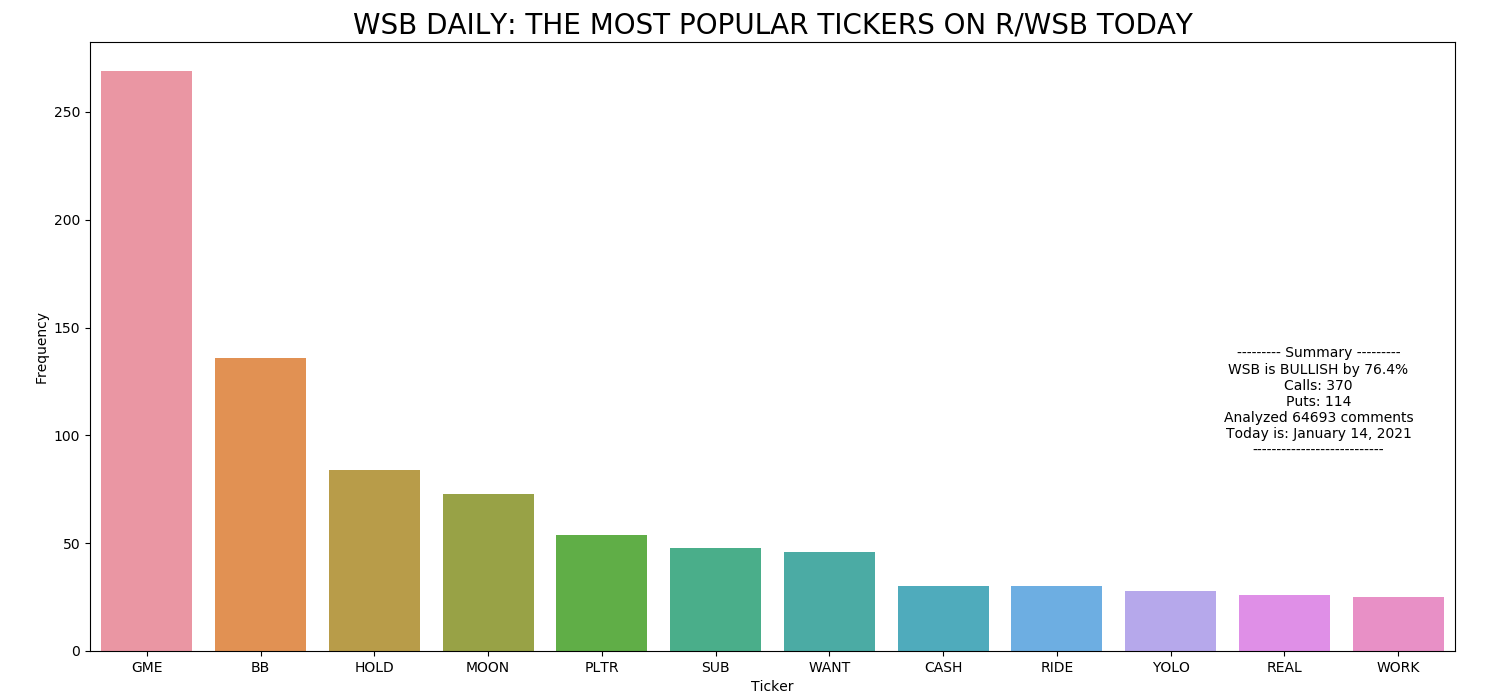 WSB DAILY: THE MOST POPULAR TICKERS ON R/WSB TODAY
Frequency
250
200
150
100
50
0
--------- Summary ---------
WSB is BULLISH by 76.4%
Calls: 370
Puts: 114
Analyzed 64693 comments
Today is: January 14, 2021
---------------------------
GME BB HOLD MOON PLTR SUB WANT CASH RIDE YOLO REAL WORK
Ticker